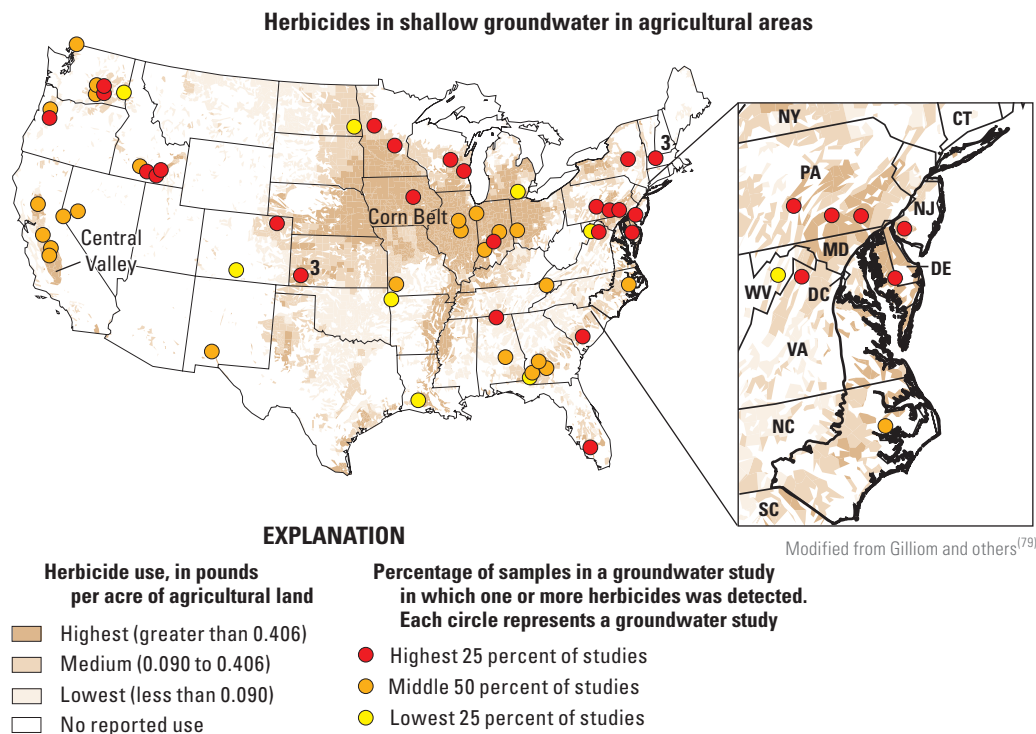 Herbicides in shallow groundwater in agricultural areas
3
Corn Belt
Central
Valley
3
NY
CT
PA
NJ
MD
DE
WV
DC
VA
NC
SC
Modified from Gilliom and others(79)
EXPLANATION
Herbicide use, in pounds
per acre of agricultural land
Highest (greater than 0.406)
Medium (0.090 to 0.406)
Lowest (less than 0.090)
No reported use
Percentage of samples in a groundwater study
in which one or more herbicides was detected.
Each circle represents a groundwater study
Highest 25 percent of studies
Middle 50 percent of studies
Lowest 25 percent of studies